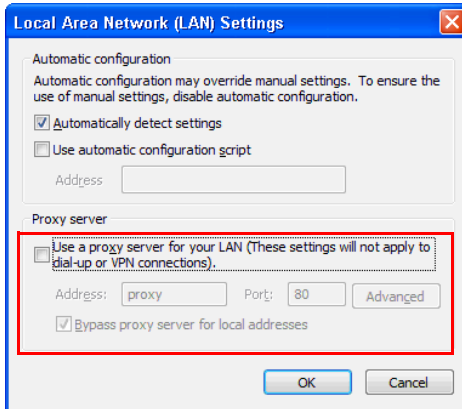 Local Area Network (LAN) Settings
Automatic configuration
Automatic configuration may override manual settings. To ensure the
use of manual settings, disable automatic configuration.
Automatically detect settings
Use automatic configuration script
Address
Proxy server
Use a proxy server for your LAN (These settings will not apply to
dial-up or VPN connections).
Address: proxy Port: 80 Advanced
Bypass proxy server for local addresses
OK Cancel